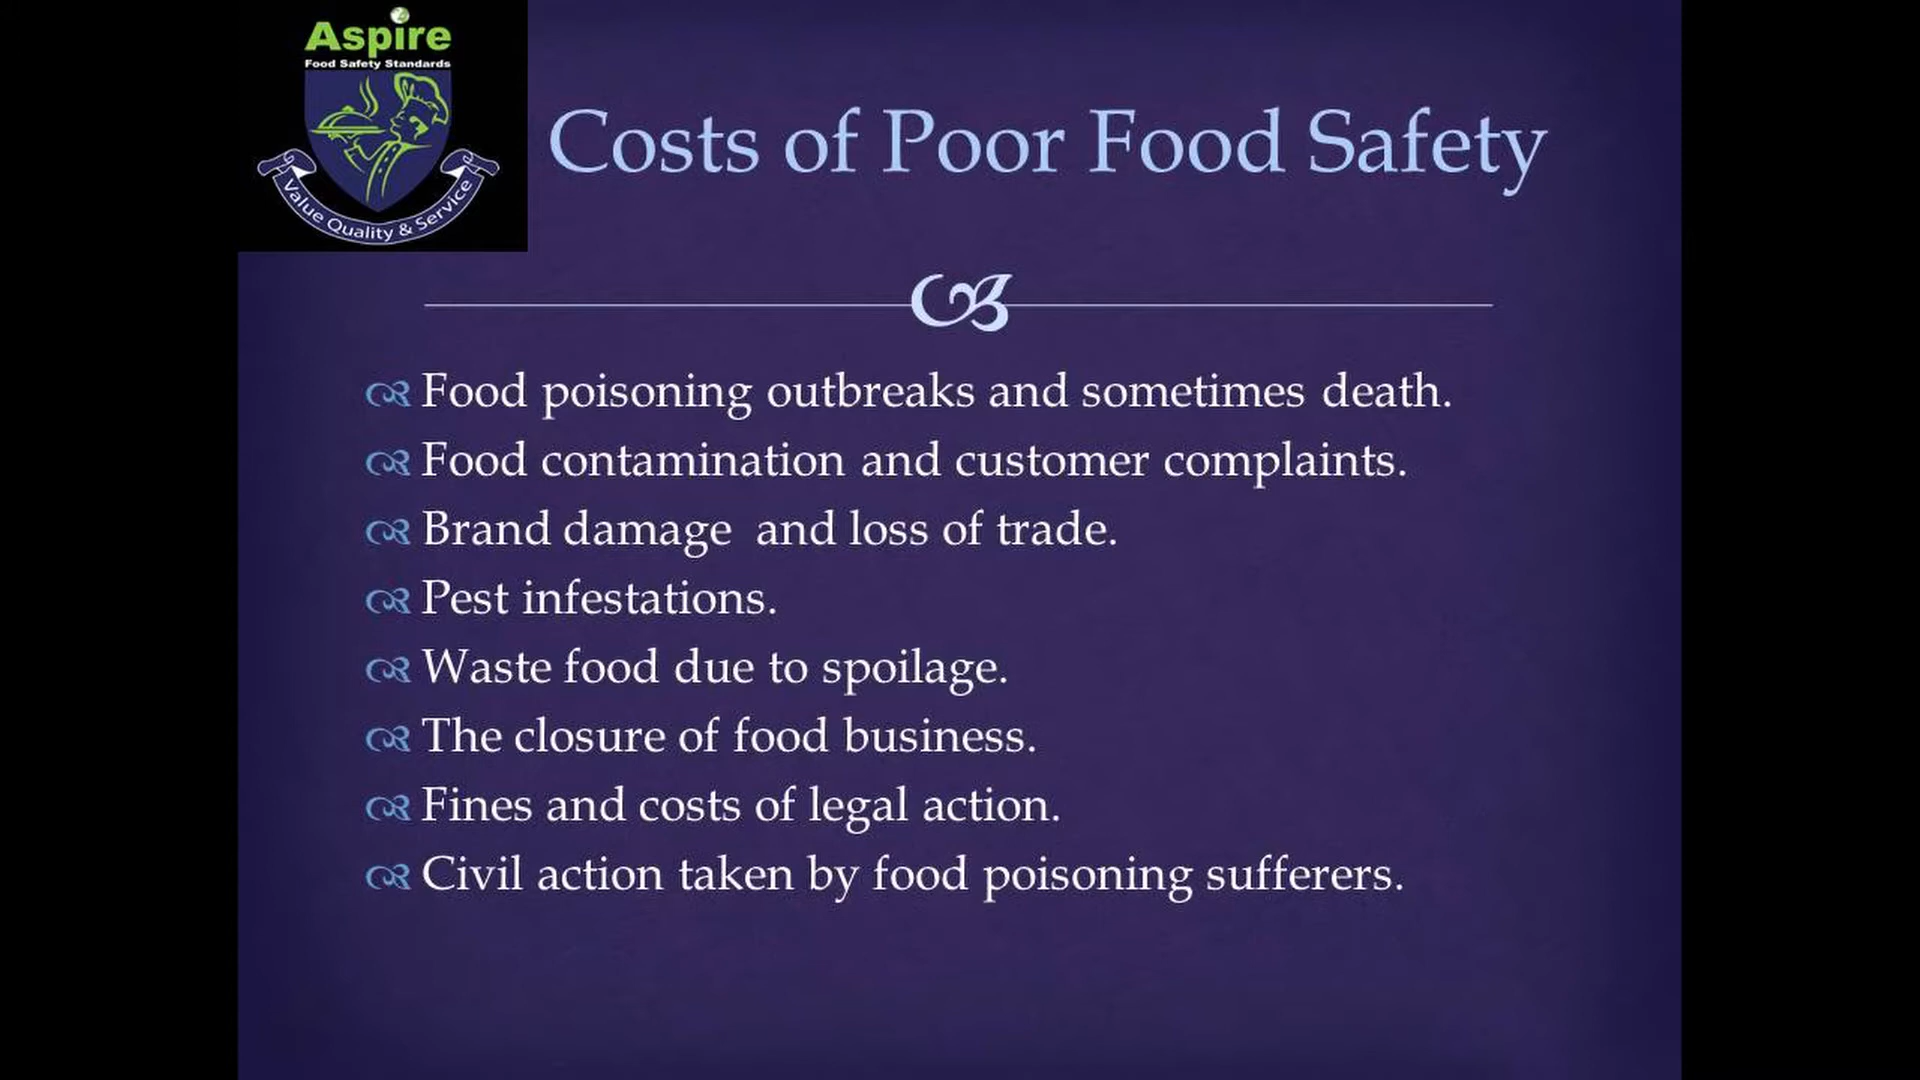 Aspire
Food Safety Standards
Value Quality & Service
Costs of Poor Food Safety
Food poisoning outbreaks and sometimes death.
Food contamination and customer complaints.
Brand damage  and loss of trade.
Pest infestations.
Waste food due to spoilage.
The closure of food business.
Fines and costs of legal action.
Civil action taken by food poisoning sufferers.